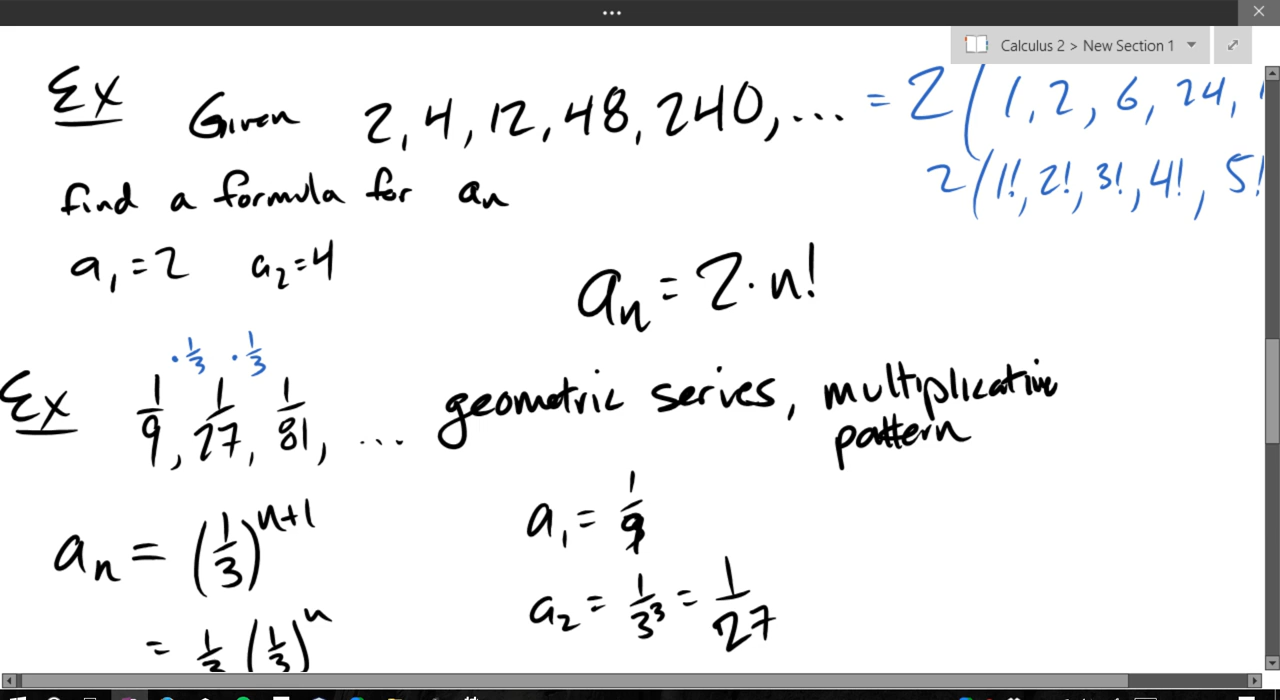 Calculus 2 > New Section 1
Ex Given 2, 4, 12, 48, 240, ... = 2(1, 2, 6, 24,
2(1!, 2!, 3!, 4!, 5!
find a formula for aₙ
a₁ = 2 a₂ = 4
aₙ = 2 · n!
· 1/3 · 1/3
Ex 1/9, 1/27, 1/81, ... geometric series, multiplicative
pattern
aₙ = (1/3)ⁿ⁺¹
a₁ = 1/9
a₂ = 1/3³ = 1/27
= 1/3 (1/3)ⁿ